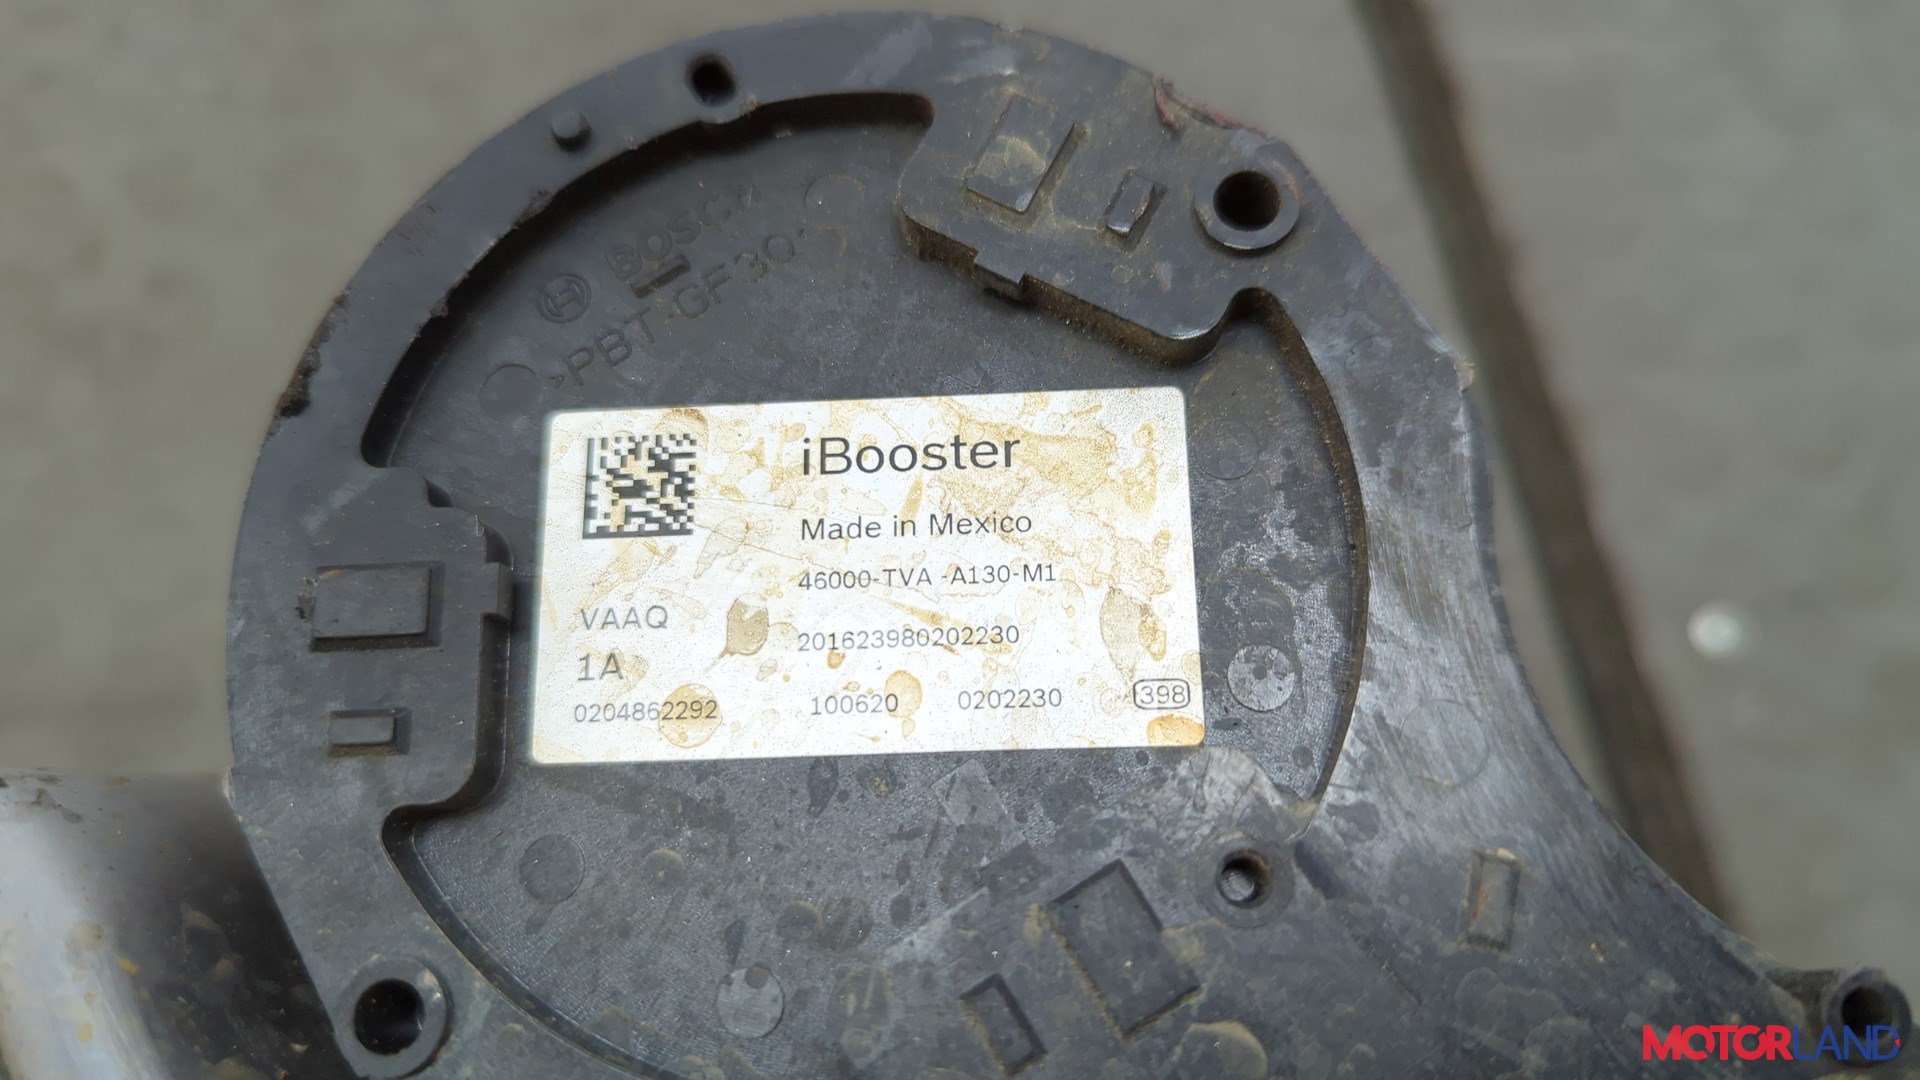 BOSCH
>PBT-GF30
iBooster
Made in Mexico
46000-TVA -A130-M1
VAAQ
201623980202230
1A
0204862292 100620 0202230 398
MOTORLAND